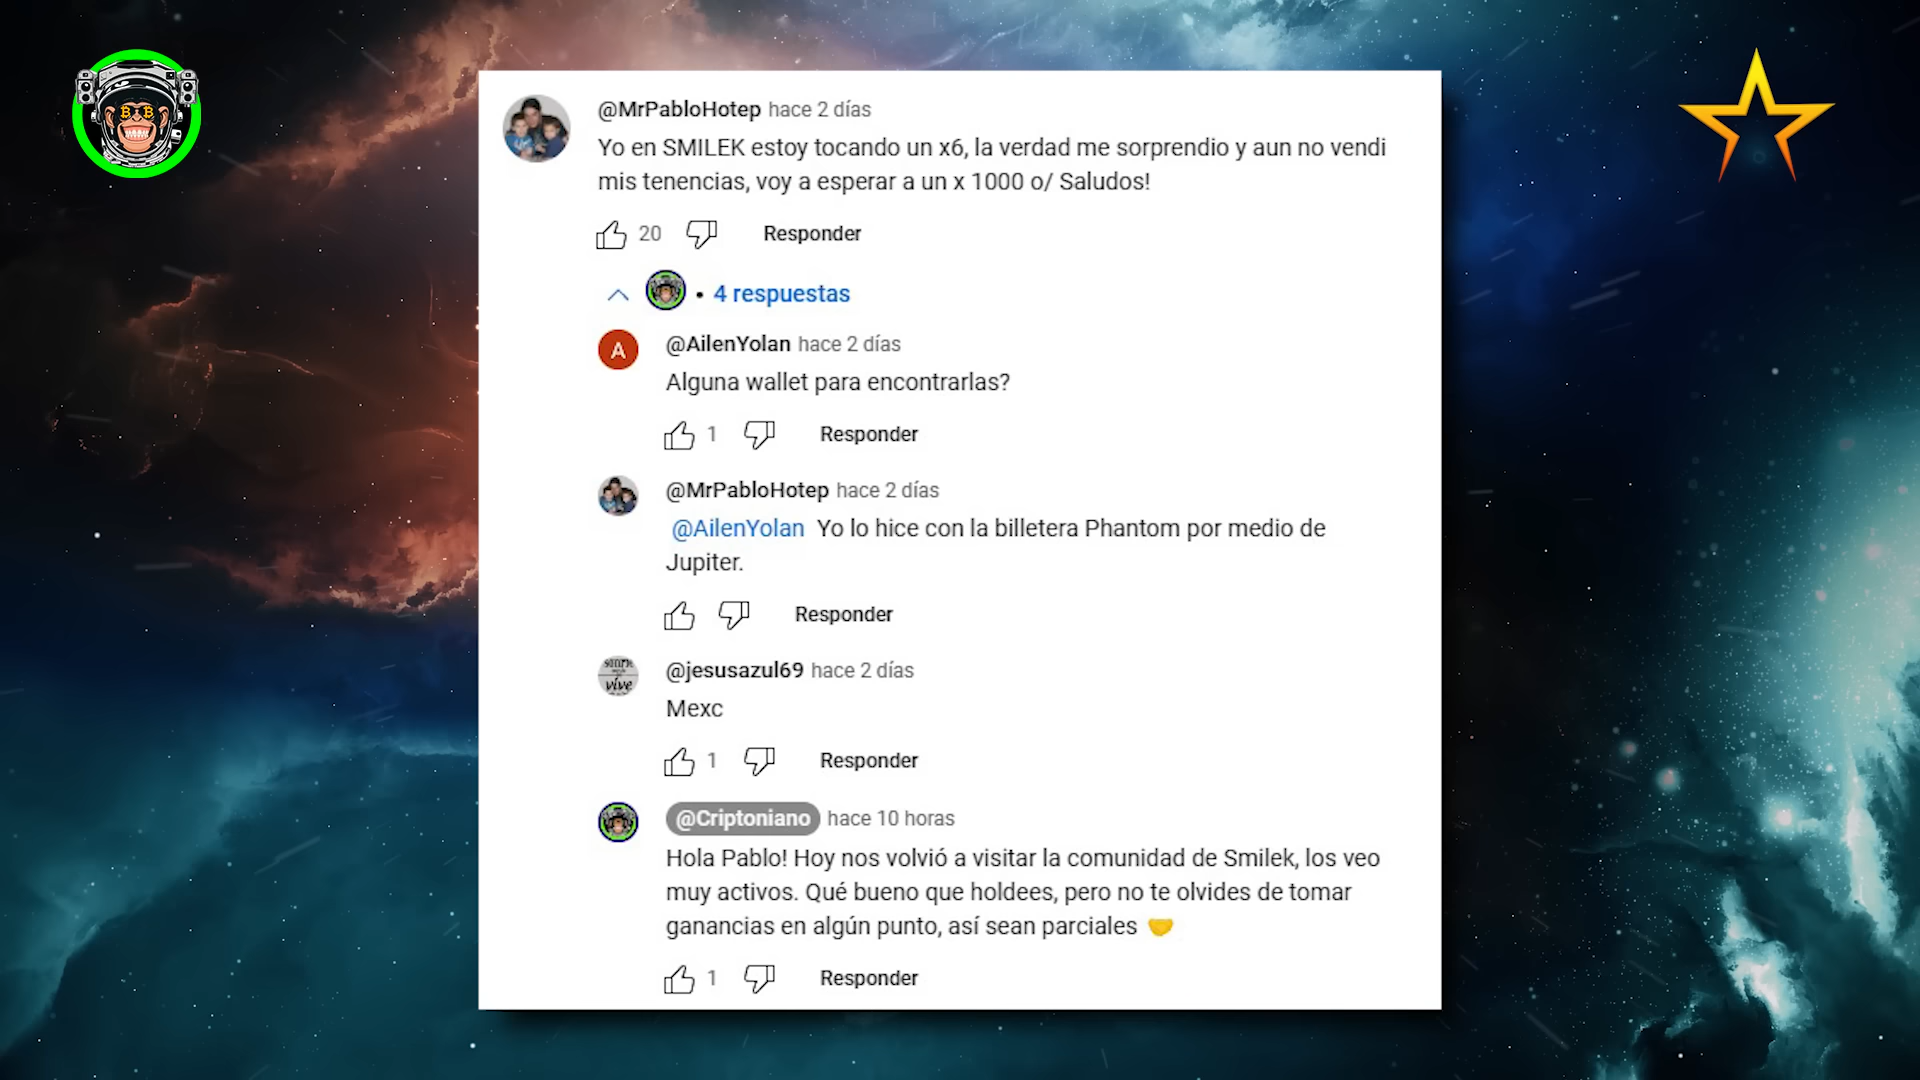 @MrPabloHotep hace 2 días
Yo en SMILEK estoy tocando un x6, la verdad me sorprendio y aun no vendi
mis tenencias, voy a esperar a un x 1000 o/ Saludos!
20 Responder
• 4 respuestas
A
@AilenYolan hace 2 días
Alguna wallet para encontrarlas?
1 Responder
@MrPabloHotep hace 2 días
@AilenYolan Yo lo hice con la billetera Phantom por medio de
Jupiter.
Responder
@jesusazul69 hace 2 días
vive
Mexc
1 Responder
@Criptoniano hace 10 horas
Hola Pablo! Hoy nos volvió a visitar la comunidad de Smilek, los veo
muy activos. Qué bueno que holdees, pero no te olvides de tomar
ganancias en algún punto, así sean parciales 🤝
1 Responder